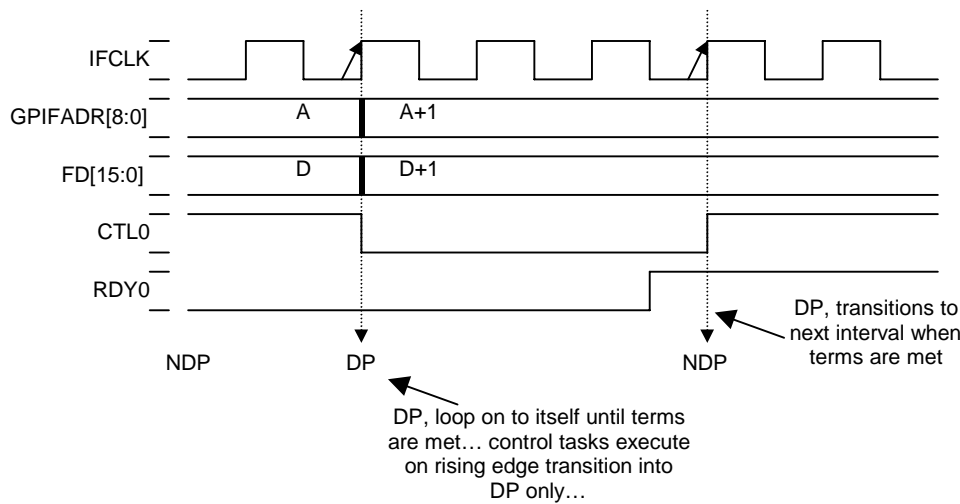 IFCLK
GPIFADR[8:0]
A
A+1
FD[15:0]
D
D+1
CTL0
RDY0
NDP
DP
NDP
DP, transitions to
next interval when
terms are met
DP, loop on to itself until terms
are met… control tasks execute
on rising edge transition into
DP only…